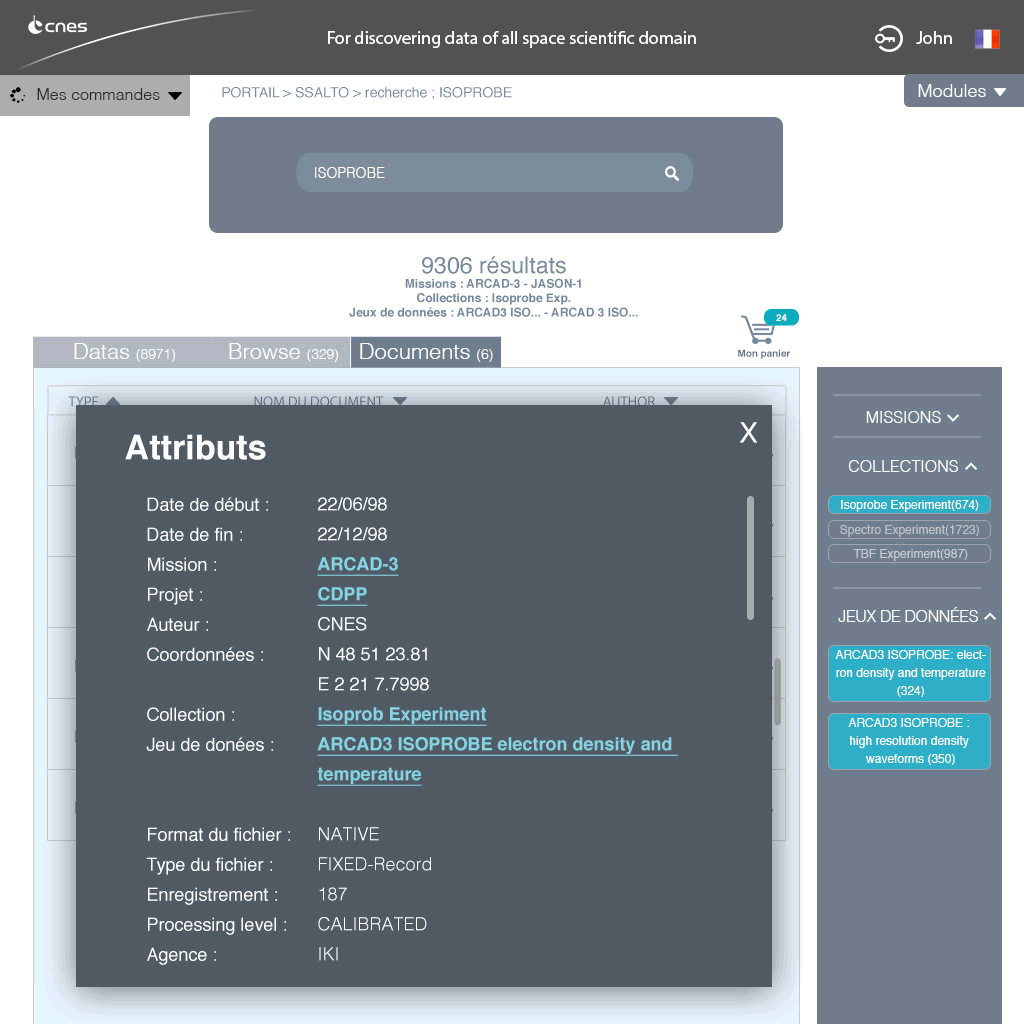 cnes
For discovering data of all space scientific domain
John
Mes commandes
PORTAIL > SSALTO > recherche ; ISOPROBE
Modules
ISOPROBE
9306 résultats
Missions : ARCAD-3 - JASON-1
Collections : Isoprobe Exp.
Jeux de données : ARCAD3 ISO... - ARCAD 3 ISO...
24
Mon panier
Datas (8971)
Browse (329)
Documents (6)
TYPE
NOM DU DOCUMENT
AUTHOR
Attributs
X
Date de début : 22/06/98
Date de fin : 22/12/98
Mission : ARCAD-3
Projet : CDPP
Auteur : CNES
Coordonnées : N 48 51 23.81
E 2 21 7.7998
Collection : Isoprob Experiment
Jeu de donées : ARCAD3 ISOPROBE electron density and
temperature
Format du fichier : NATIVE
Type du fichier : FIXED-Record
Enregistrement : 187
Processing level : CALIBRATED
Agence : IKI
MISSIONS
COLLECTIONS
Isoprobe Experiment(674)
Spectro Experiment(1723)
TBF Experiment(987)
JEUX DE DONNÉES
ARCAD3 ISOPROBE: elect-
ron density and temperature
(324)
ARCAD3 ISOPROBE :
high resolution density
waveforms (350)